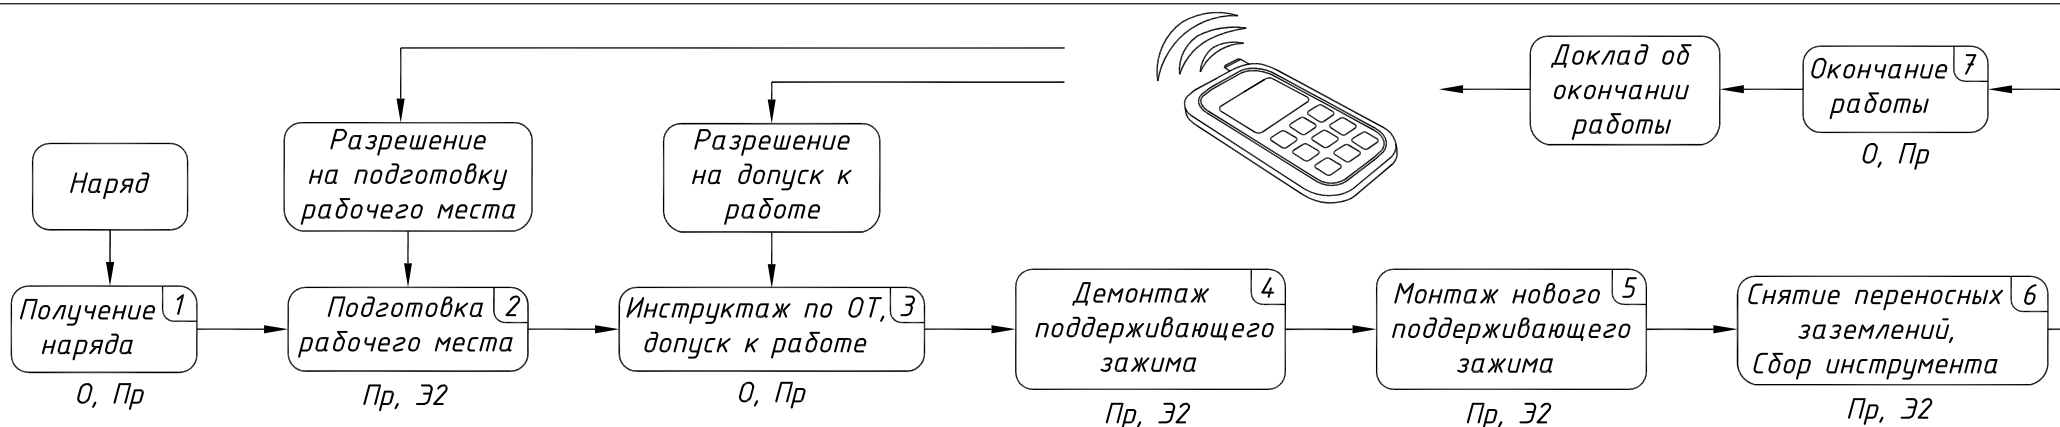 Наряд
Разрешение
на подготовку
рабочего места
Разрешение
на допуск к
работе
Доклад об
окончании
работы
Окончание 7
работы
О, Пр
Получение 1
наряда
О, Пр
Подготовка 2
рабочего места
Пр, Э2
Инструктаж по ОТ, 3
допуск к работе
О, Пр
Демонтаж 4
поддерживающего
зажима
Пр, Э2
Монтаж нового 5
поддерживающего
зажима
Пр, Э2
Снятие переносных 6
заземлений,
Сбор инструмента
Пр, Э2